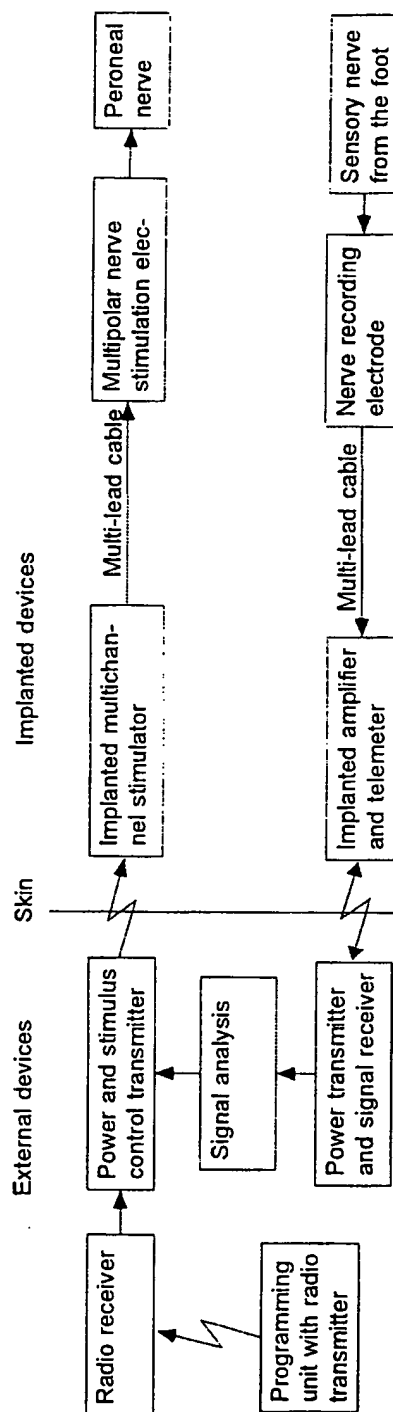 External devices
Skin
Implanted devices
Radio receiver
Power and stimulus
control transmitter
Implanted multichan-
nel stimulator
Multi-lead cable
Multipolar nerve
stimulation elec-
Peroneal
nerve
Signal analysis
Programming
unit with radio
transmitter
Power transmitter
and signal receiver
Implanted amplifier
and telemeter
Multi-lead cable
Nerve recording
electrode
Sensory nerve
from the foot